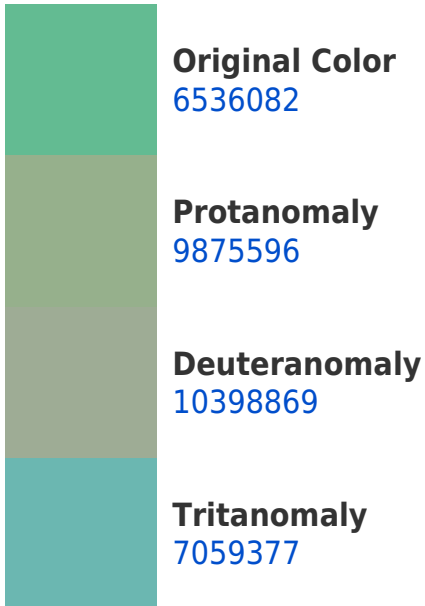 Original Color
6536082
Protanomaly
9875596
Deuteranomaly
10398869
Tritanomaly
7059377